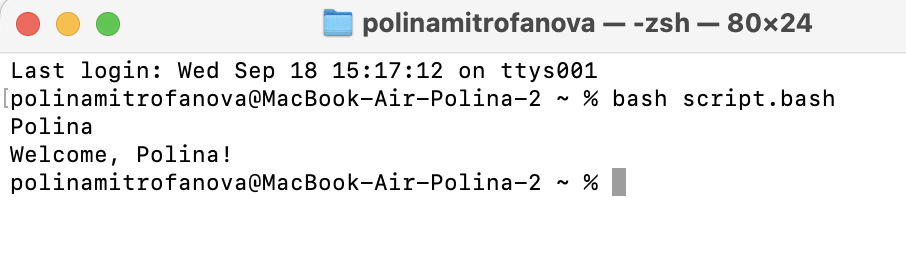 polinamitrofanova — -zsh — 80×24
Last login: Wed Sep 18 15:17:12 on ttys001
[polinamitrofanova@MacBook-Air-Polina-2 ~ % bash script.bash
Polina
Welcome, Polina!
polinamitrofanova@MacBook-Air-Polina-2 ~ %